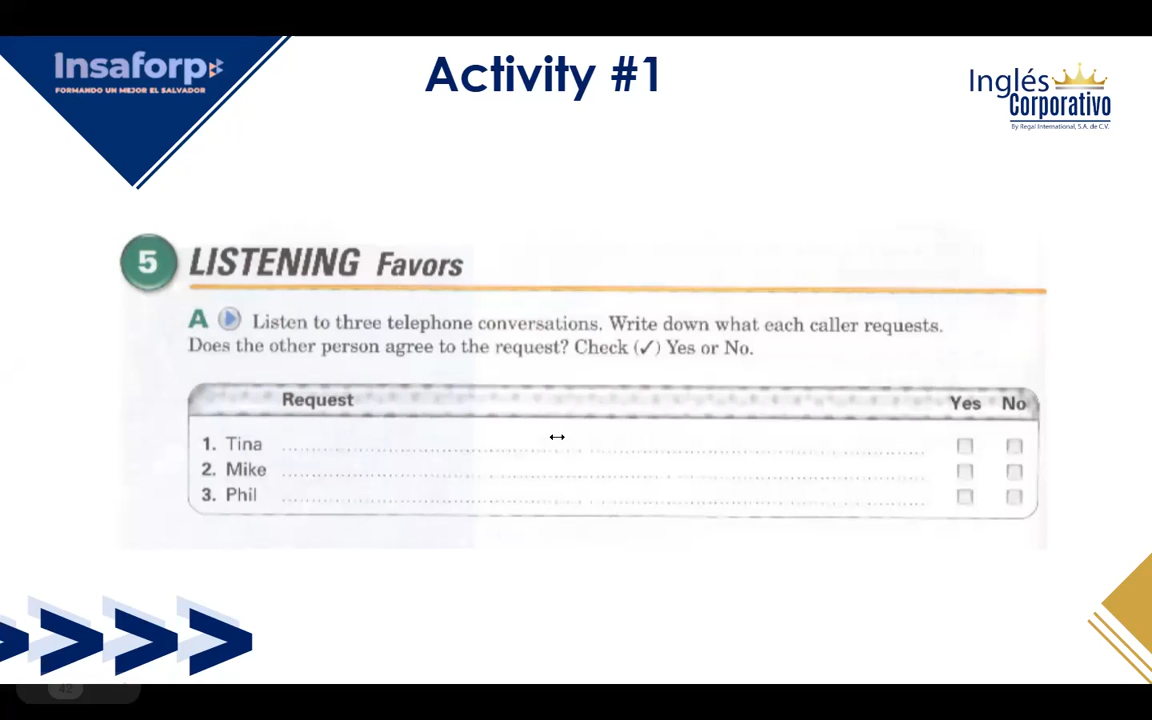 Insaforp
FORMANDO UN MEJOR EL SALVADOR
Activity #1
Inglés
Corporativo
By Regal International, S.A. de C.V.
5 LISTENING Favors
A Listen to three telephone conversations. Write down what each caller requests.
Does the other person agree to the request? Check (✓) Yes or No.
Request Yes No
1. Tina
2. Mike
3. Phil
42